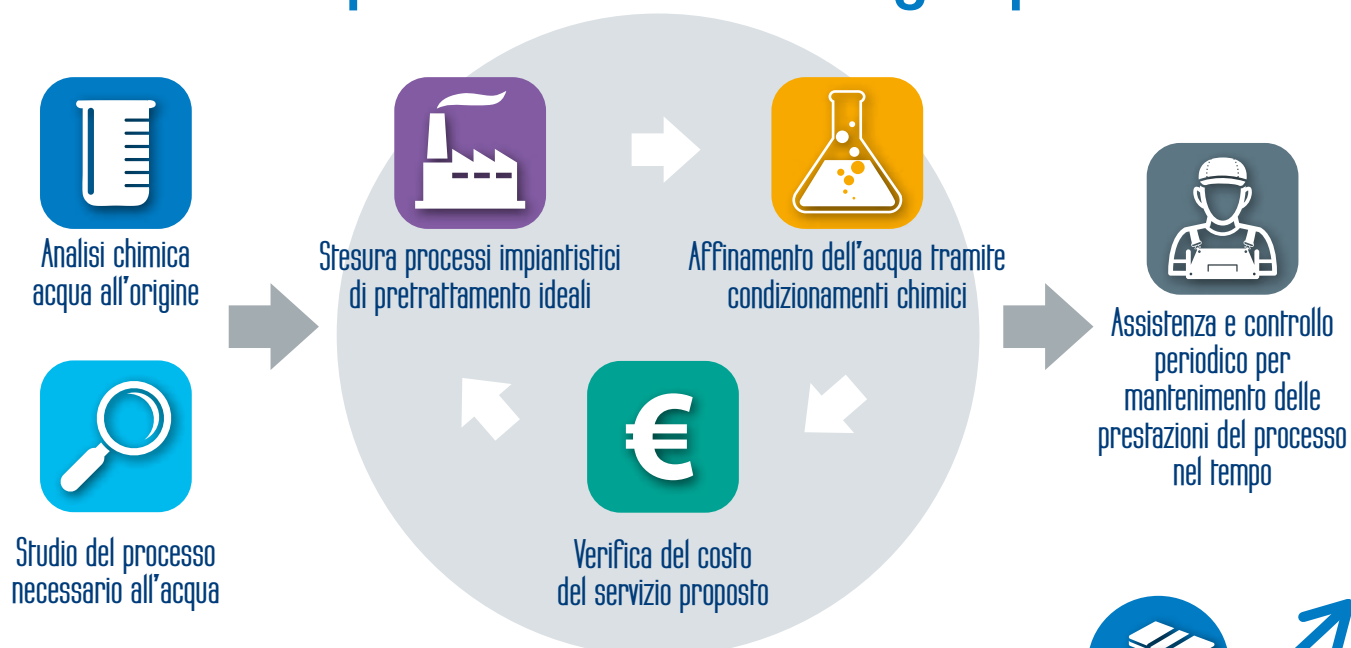 Analisi chimica
acqua all'origine
Studio del processo
necessario all'acqua
Stesura processi impiantistici
di pretrattamento ideali
Affinamento dell'acqua tramite
condizionamenti chimici
€
Verifica del costo
del servizio proposto
Assistenza e controllo
periodico per
mantenimento delle
prestazioni del processo
nel tempo